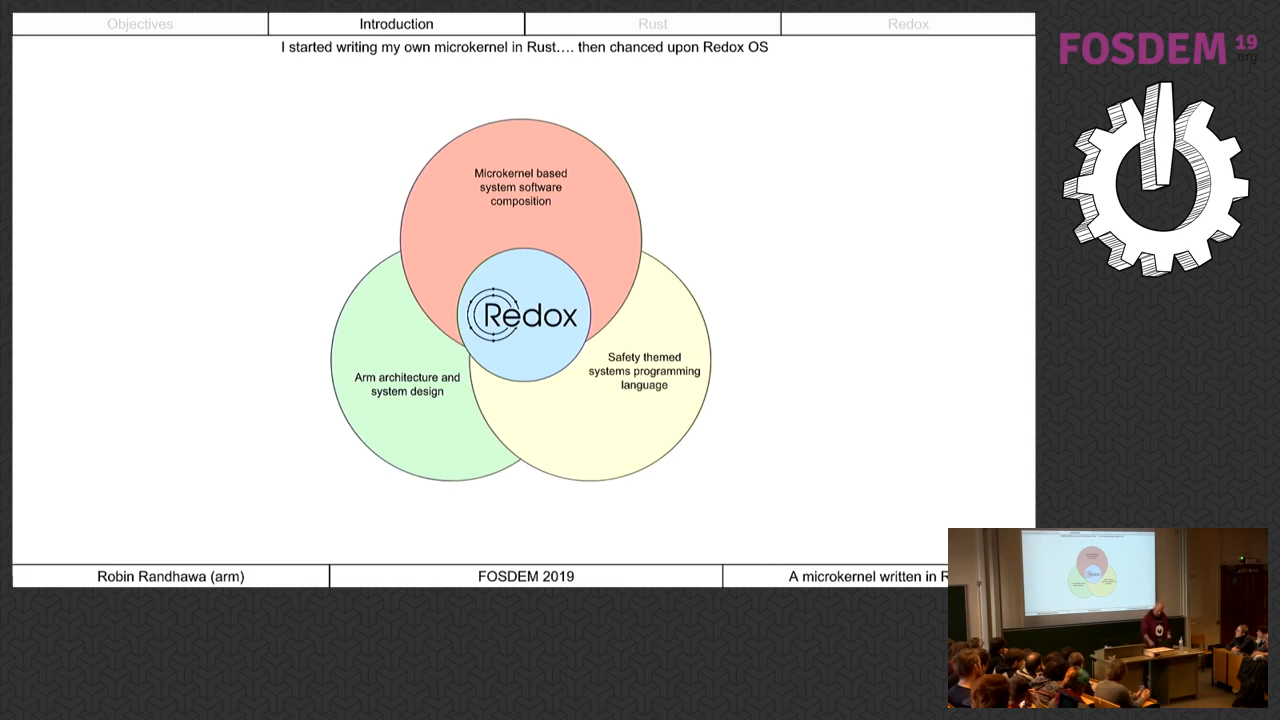 Objectives
Introduction
Rust
Redox
I started writing my own microkernel in Rust.... then chanced upon Redox OS
FOSDEM 19
.org
Microkernel based
system software
composition
Redox
Arm architecture and
system design
Safety themed
systems programming
language
Robin Randhawa (arm)
FOSDEM 2019
A microkernel written in R